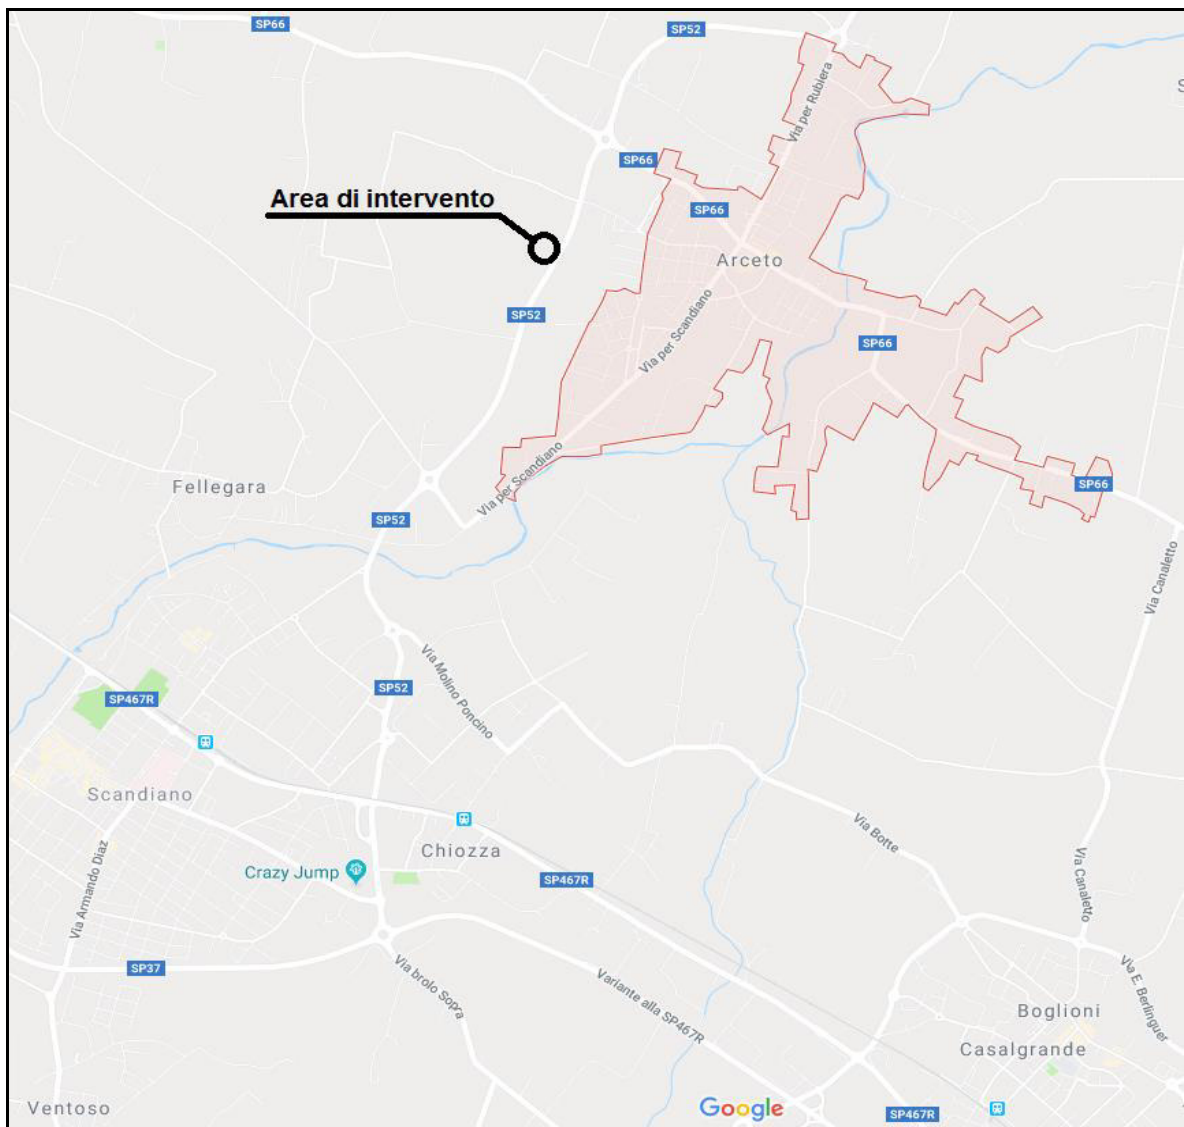 SP66
SP52
Via per Rubiera
SP66
Area di intervento
SP66
Arceto
SP52
Via per Scandiano
SP66
Via per Scandiano
Fellegara
SP66
SP52
Via Canaletto
Via Molino Poncino
SP52
SP467R
Scandiano
Via Botte
Chiozza
Via Armando Diaz
Crazy Jump
SP467R
Via Canaletto
SP37
Via brolo Sopra
Variante alla SP467R
Via E. Berlinguer
Boglioni
Casalgrande
Ventoso
Google
SP467R